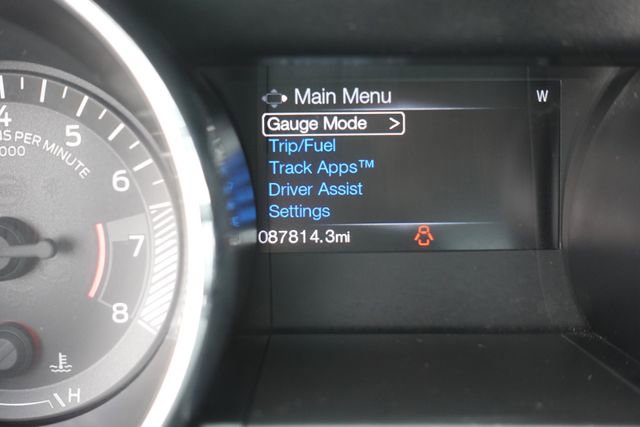 Main Menu
W
Gauge Mode >
Trip/Fuel
Track Apps™
Driver Assist
Settings
087814.3mi
4
5
6
7
8
S PER MINUTE
000
H